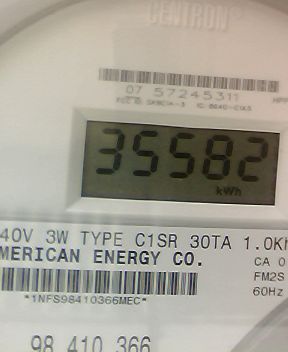 CENTRON®
07 57245311
35582
kWh
40V 3W TYPE C1SR 30TA 1.0Kh
MERICAN ENERGY CO.
CA 0
FM2S
*1NFS98410366MEC*
60Hz
98 410 366